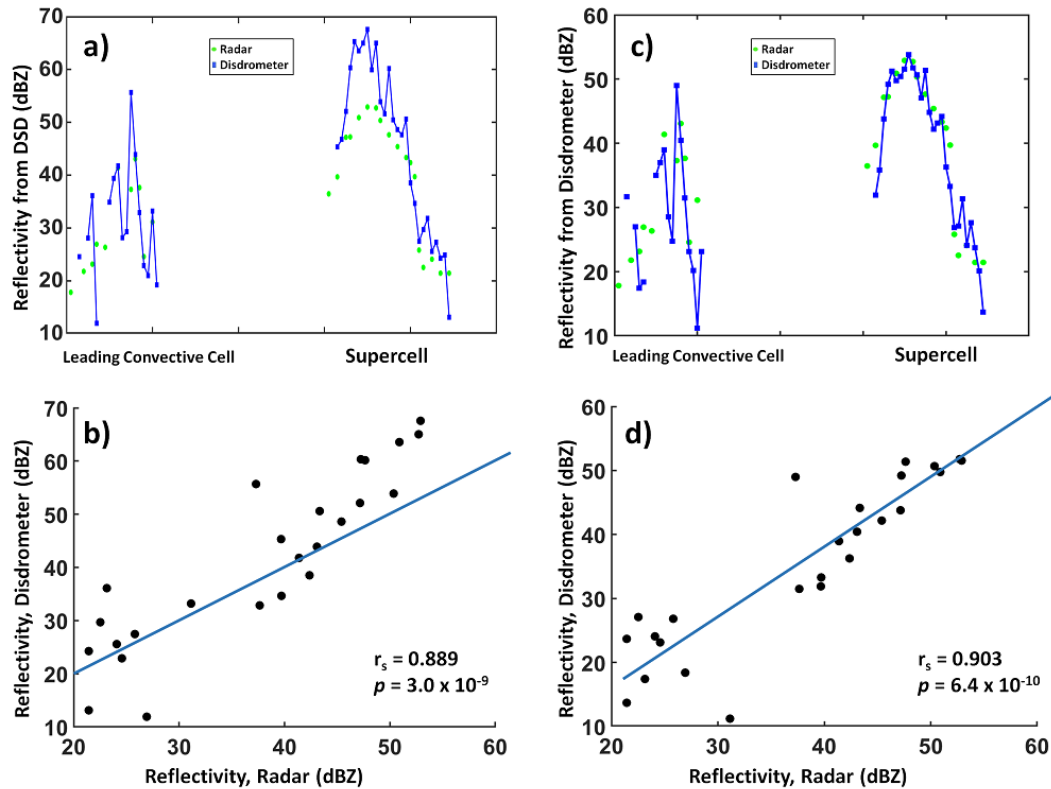 a)
Radar
Disdrometer
Reflectivity from DSD (dBZ)
70
60
50
40
30
20
10
Leading Convective Cell
Supercell
c)
Radar
Disdrometer
Reflectivity from Disdrometer (dBZ)
60
50
40
30
20
10
Leading Convective Cell
Supercell
b)
Reflectivity, Disdrometer (dBZ)
70
60
50
40
30
20
10
r_s = 0.889
p = 3.0 x 10^-9
20 30 40 50 60
Reflectivity, Radar (dBZ)
d)
Reflectivity, Disdrometer (dBZ)
60
50
40
30
20
10
r_s = 0.903
p = 6.4 x 10^-10
20 30 40 50 60
Reflectivity, Radar (dBZ)